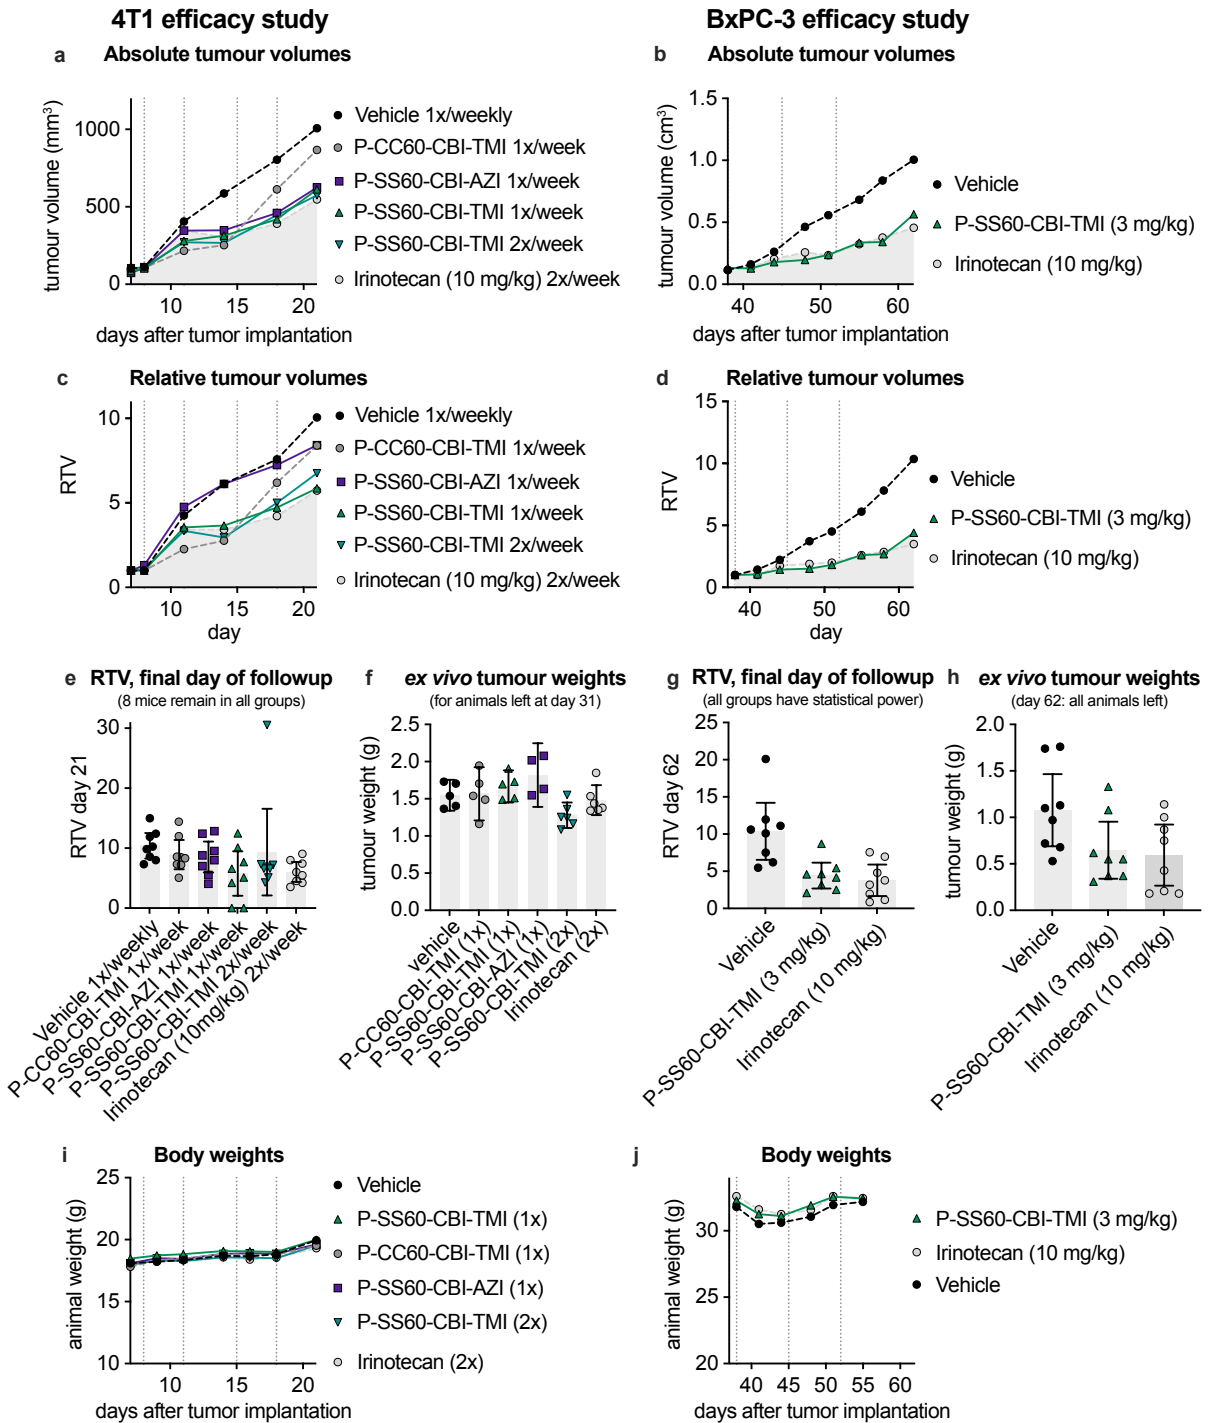 4T1 efficacy study
BxPC-3 efficacy study
a Absolute tumour volumes
tumour volume (mm³)
1000
500
0
10 15 20
days after tumor implantation
Vehicle 1x/weekly
P-CC60-CBI-TMI 1x/week
P-SS60-CBI-AZI 1x/week
P-SS60-CBI-TMI 1x/week
P-SS60-CBI-TMI 2x/week
Irinotecan (10 mg/kg) 2x/week
b Absolute tumour volumes
tumour volume (cm³)
1.5
1.0
0.5
0.0
40 50 60
days after tumor implantation
Vehicle
P-SS60-CBI-TMI (3 mg/kg)
Irinotecan (10 mg/kg)
c Relative tumour volumes
RTV
10
5
0
10 15 20
day
Vehicle 1x/weekly
P-CC60-CBI-TMI 1x/week
P-SS60-CBI-AZI 1x/week
P-SS60-CBI-TMI 1x/week
P-SS60-CBI-TMI 2x/week
Irinotecan (10 mg/kg) 2x/week
d Relative tumour volumes
RTV
15
10
5
0
40 50 60
day
Vehicle
P-SS60-CBI-TMI (3 mg/kg)
Irinotecan (10 mg/kg)
e RTV, final day of followup
(8 mice remain in all groups)
RTV day 21
30
20
10
0
Vehicle 1x/weekly
P-CC60-CBI-TMI 1x/week
P-SS60-CBI-AZI 1x/week
P-SS60-CBI-TMI 1x/week
P-SS60-CBI-TMI 2x/week
Irinotecan (10mg/kg) 2x/week
f ex vivo tumour weights
(for animals left at day 31)
tumour weight (g)
2.5
2.0
1.5
1.0
0.5
0.0
vehicle
P-CC60-CBI-TMI (1x)
P-SS60-CBI-TMI (1x)
P-SS60-CBI-AZI (1x)
P-SS60-CBI-TMI (2x)
Irinotecan (2x)
g RTV, final day of followup
(all groups have statistical power)
RTV day 62
25
20
15
10
5
0
Vehicle
P-SS60-CBI-TMI (3 mg/kg)
Irinotecan (10 mg/kg)
h ex vivo tumour weights
(day 62: all animals left)
tumour weight (g)
2.0
1.5
1.0
0.5
0.0
Vehicle
P-SS60-CBI-TMI (3 mg/kg)
Irinotecan (10 mg/kg)
i Body weights
animal weight (g)
25
20
15
10
10 15 20
days after tumor implantation
Vehicle
P-SS60-CBI-TMI (1x)
P-CC60-CBI-TMI (1x)
P-SS60-CBI-AZI (1x)
P-SS60-CBI-TMI (2x)
Irinotecan (2x)
j Body weights
animal weight (g)
30
25
20
40 45 50 55 60
days after tumor implantation
P-SS60-CBI-TMI (3 mg/kg)
Irinotecan (10 mg/kg)
Vehicle